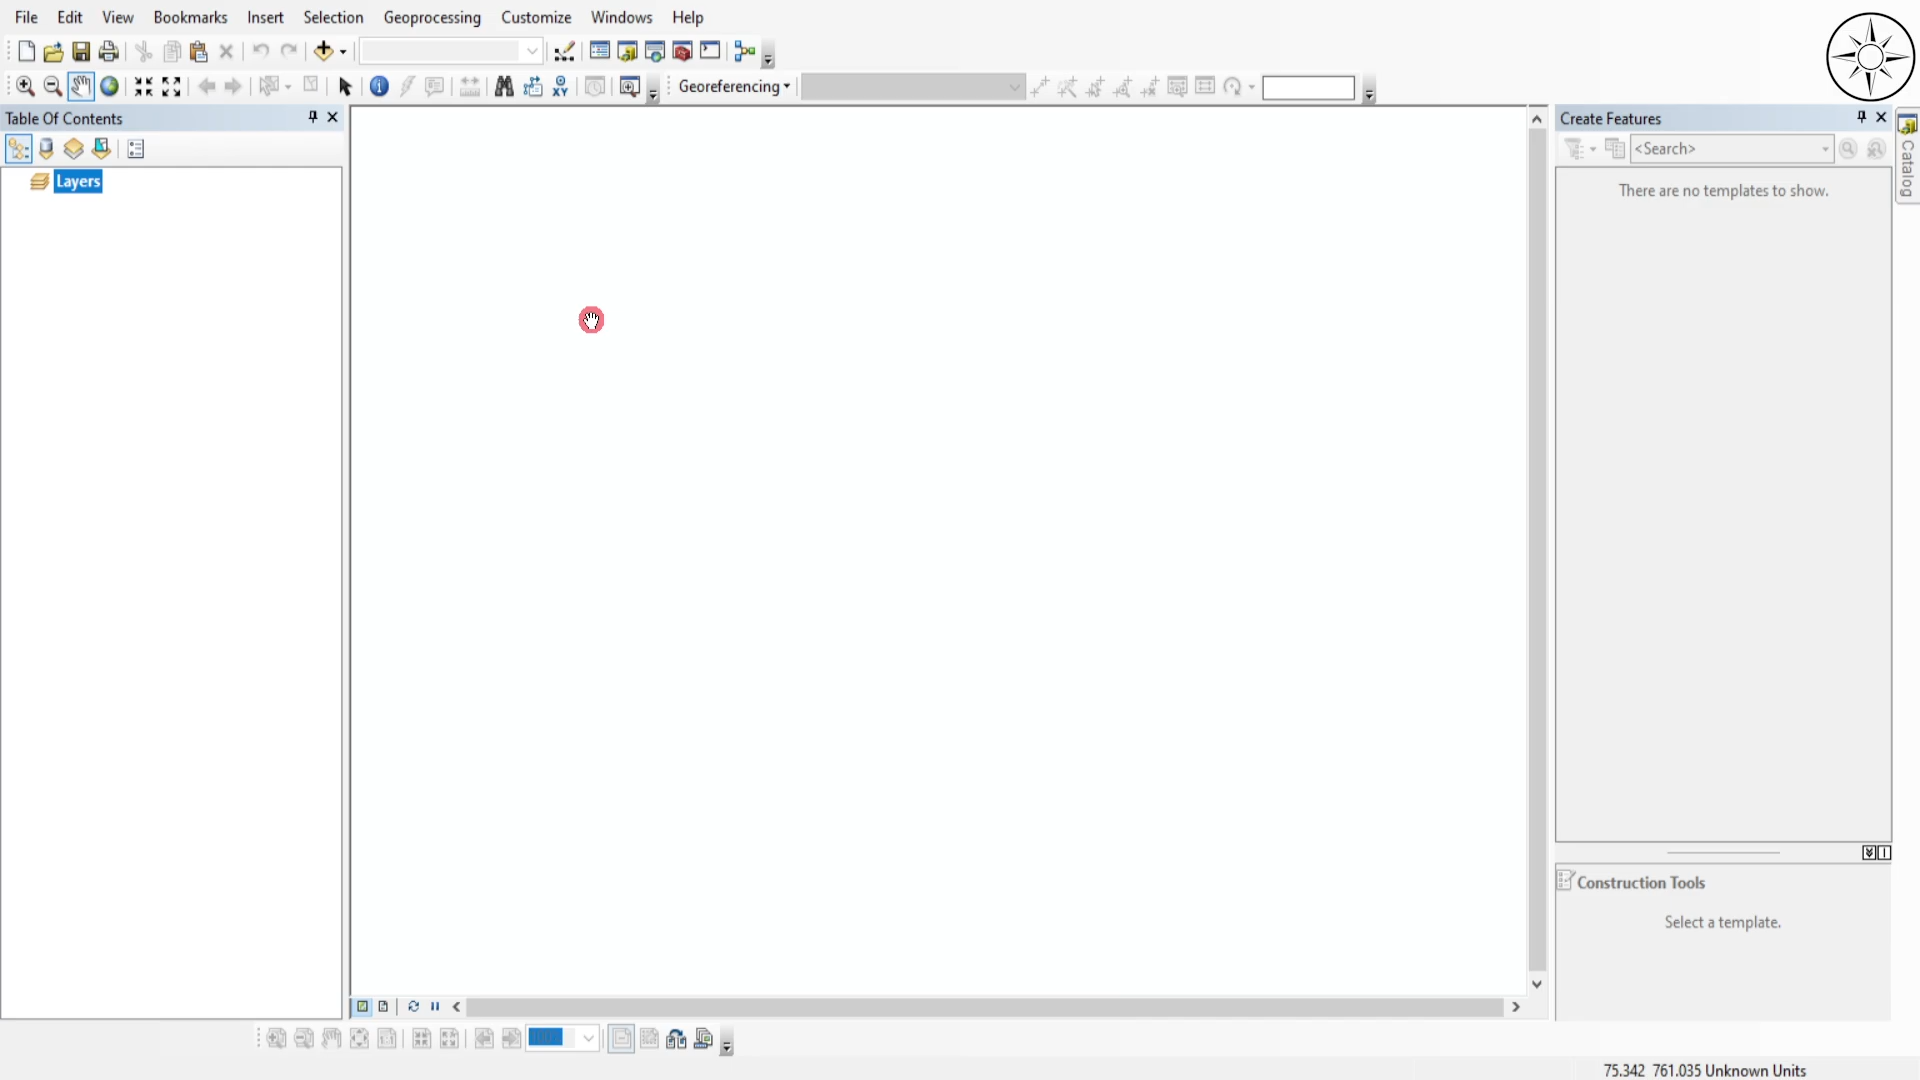 File Edit View Bookmarks Insert Selection Geoprocessing Customize Windows Help
Georeferencing
Table Of Contents
Create Features
<Search>
Catalog
Layers
There are no templates to show.
Construction Tools
Select a template.
75.342 761.035 Unknown Units